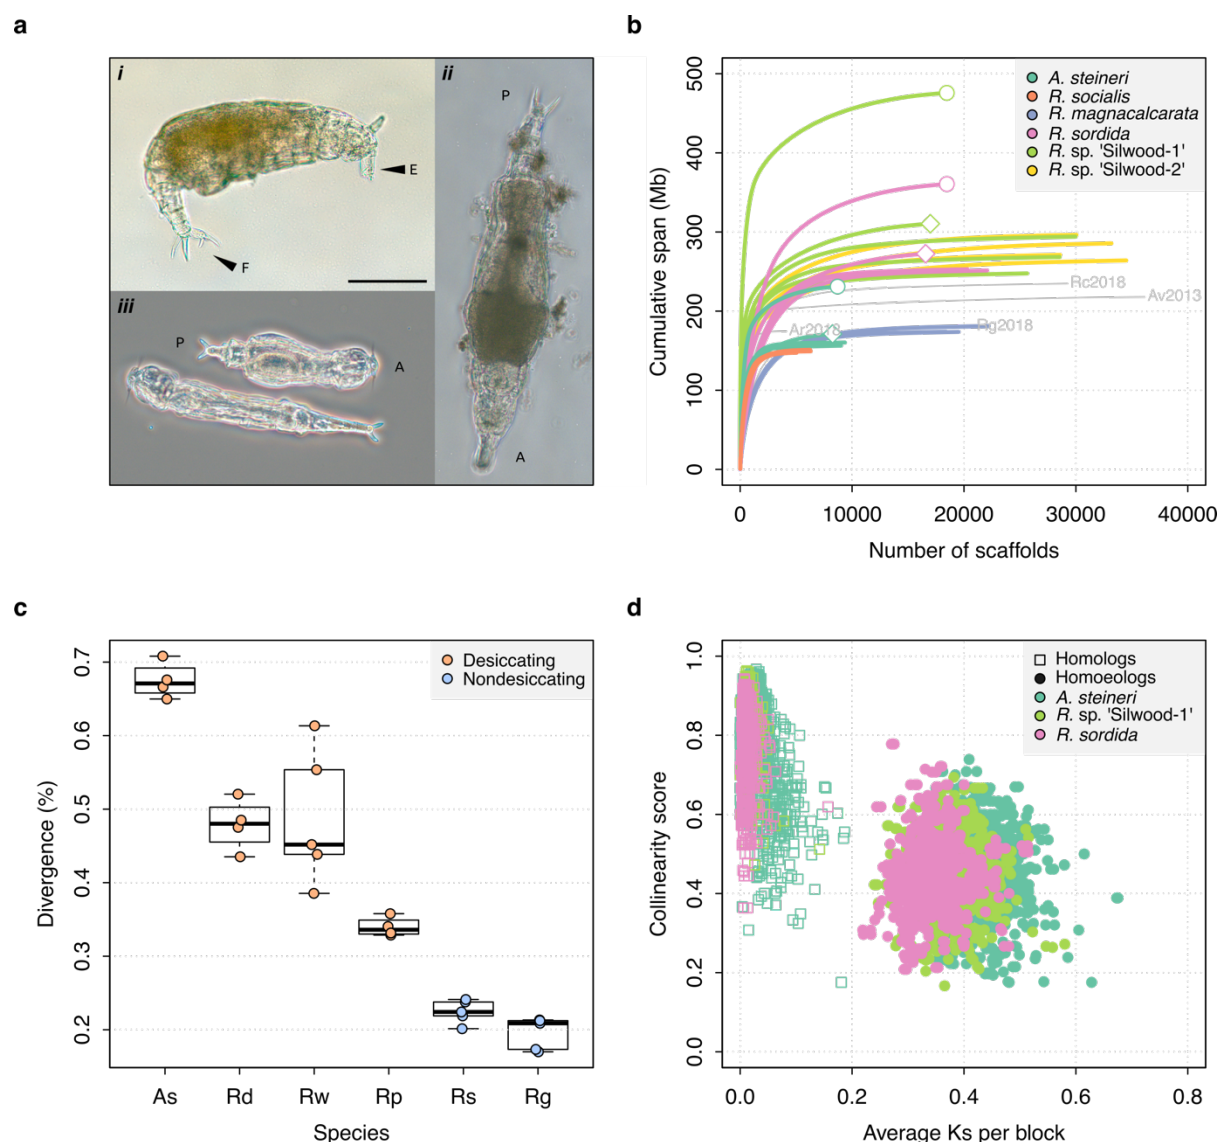 a
i
E
F
ii
P
A
iii
P
A
b
Cumulative span (Mb)
500
400
300
200
100
0
A. steineri
R. socialis
R. magnacalcarata
R. sordida
R. sp. 'Silwood-1'
R. sp. 'Silwood-2'
Rc2018
Av2013
Ar2018
Rg2018
0 10000 20000 30000 40000
Number of scaffolds
c
Divergence (%)
0.7
0.6
0.5
0.4
0.3
0.2
Desiccating
Nondesiccating
As Rd Rw Rp Rs Rg
Species
d
Collinearity score
1.0
0.8
0.6
0.4
0.2
0.0
Homologs
Homoeologs
A. steineri
R. sp. 'Silwood-1'
R. sordida
0.0 0.2 0.4 0.6 0.8
Average Ks per block